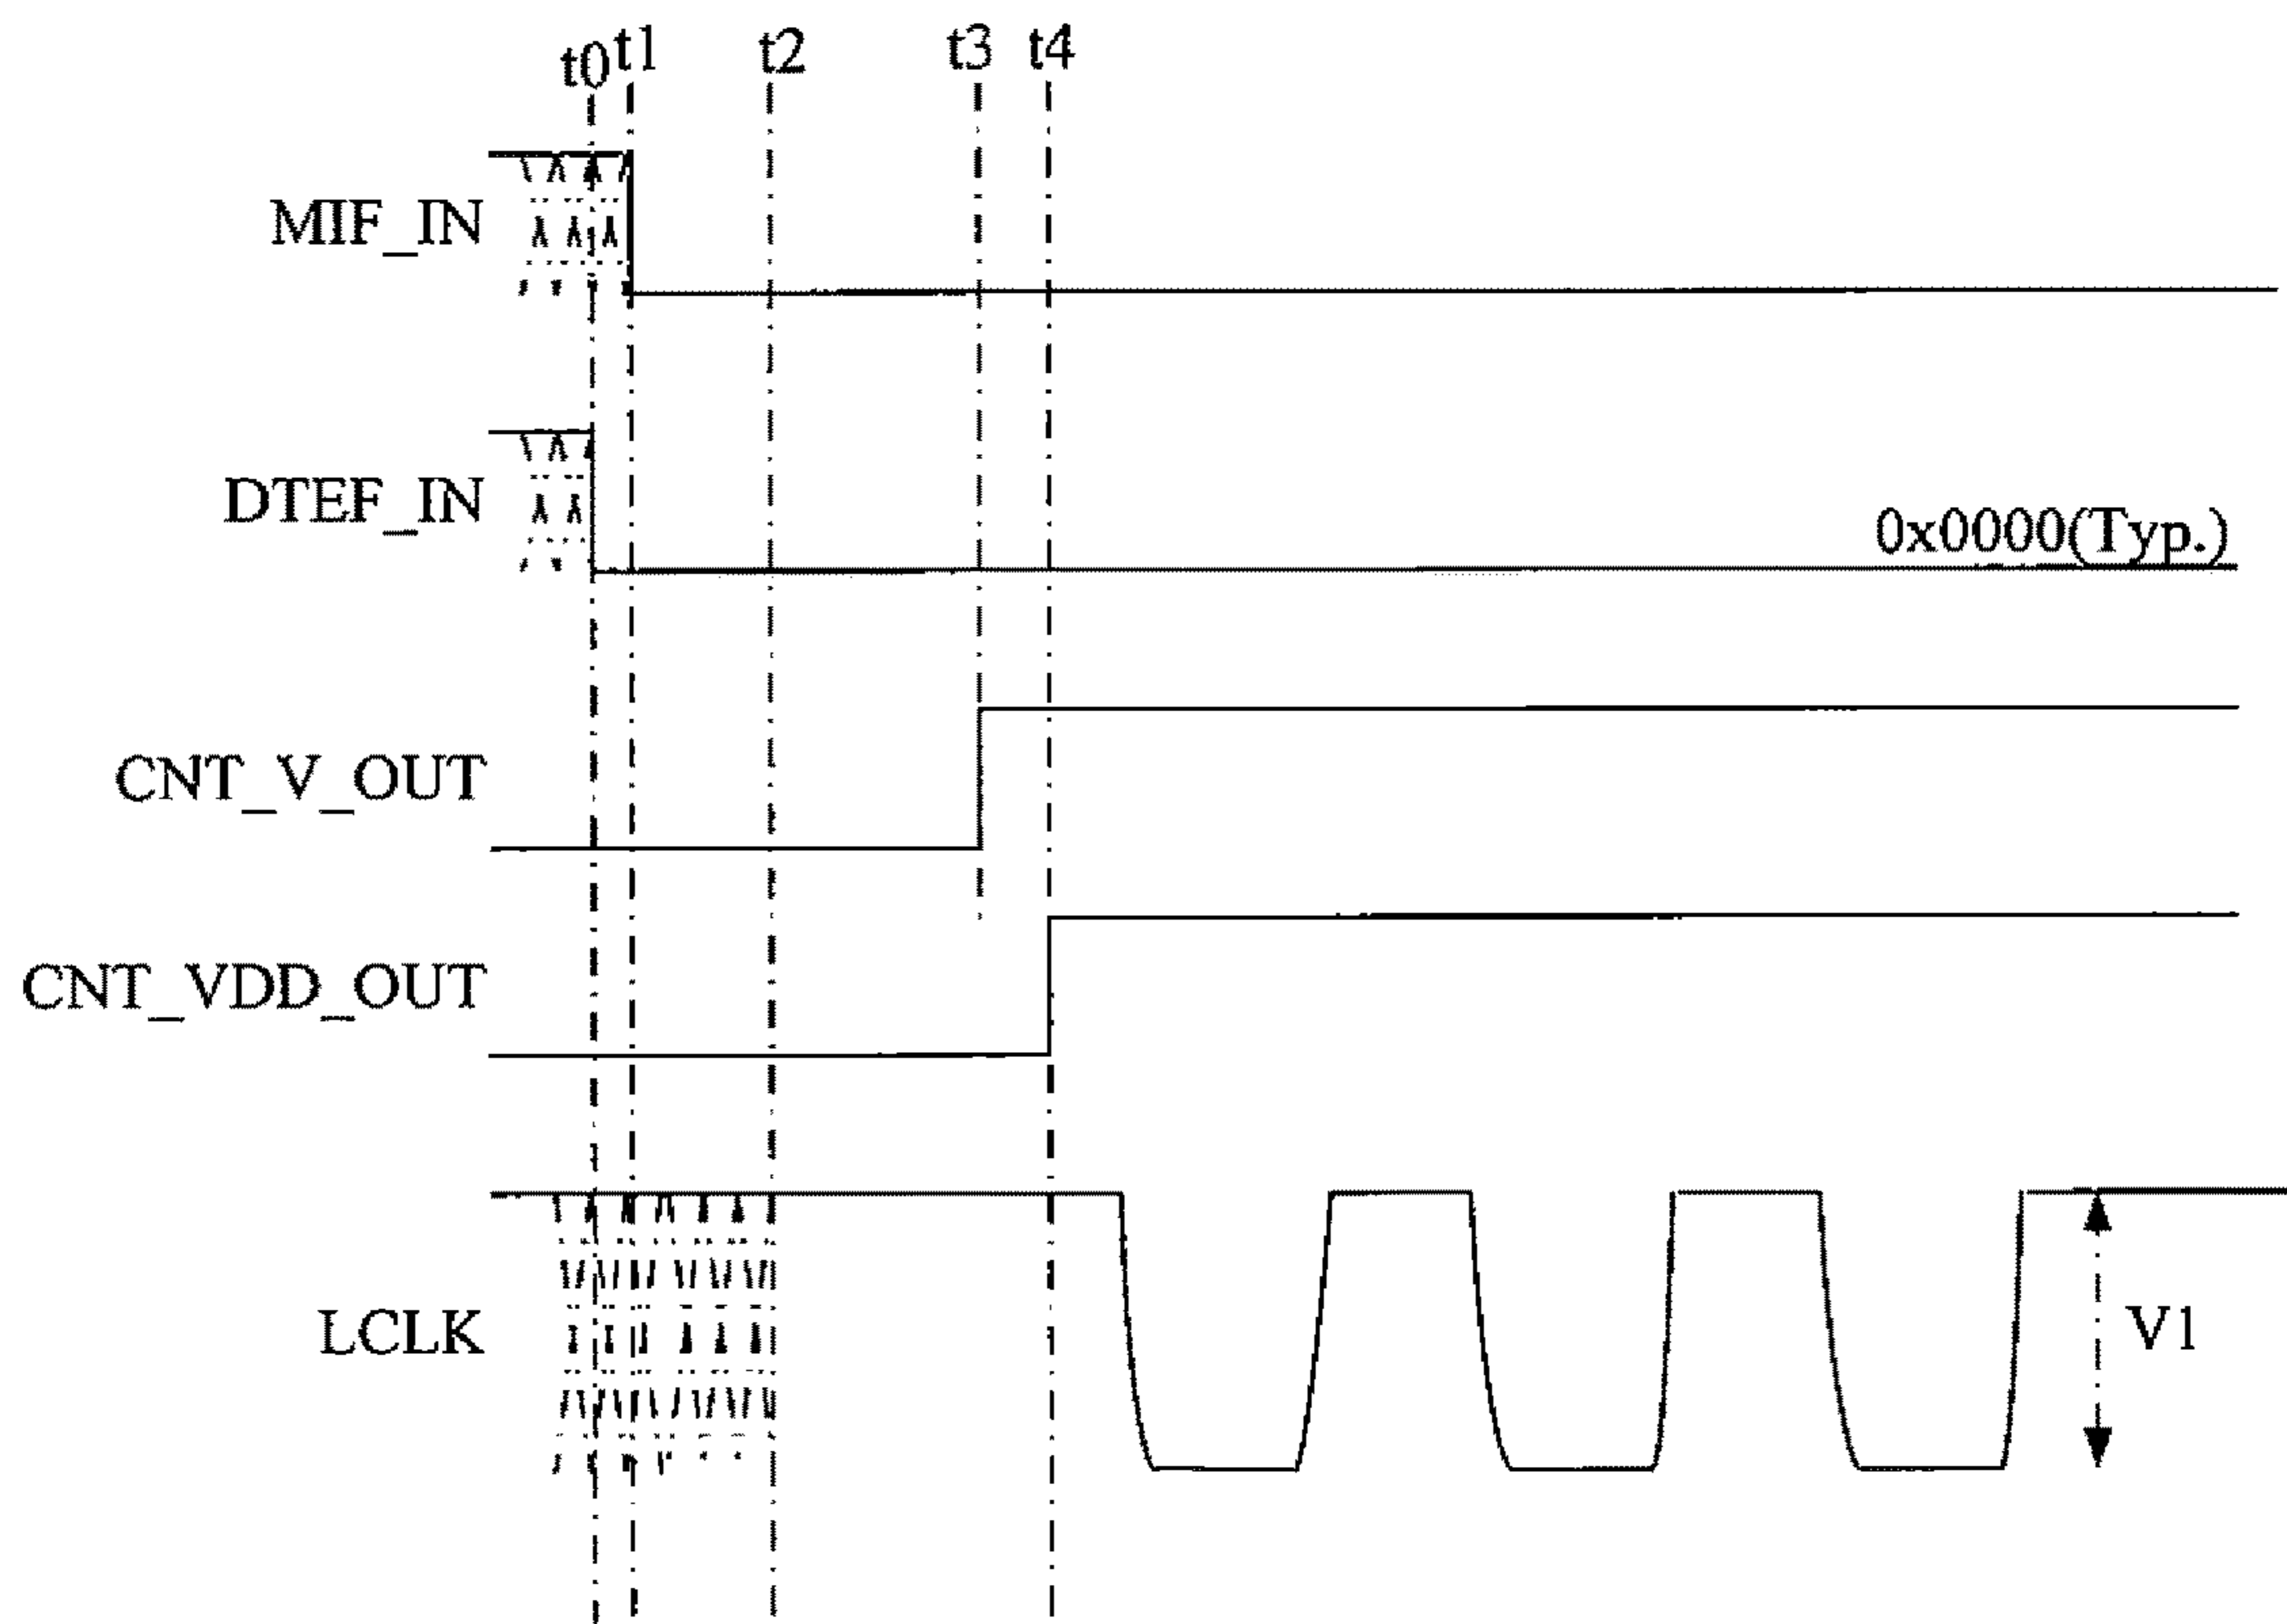 t0 t1 t2 t3 t4
MIF_IN
DTEF_IN
0x0000(Typ.)
CNT_V_OUT
CNT_VDD_OUT
LCLK
V1